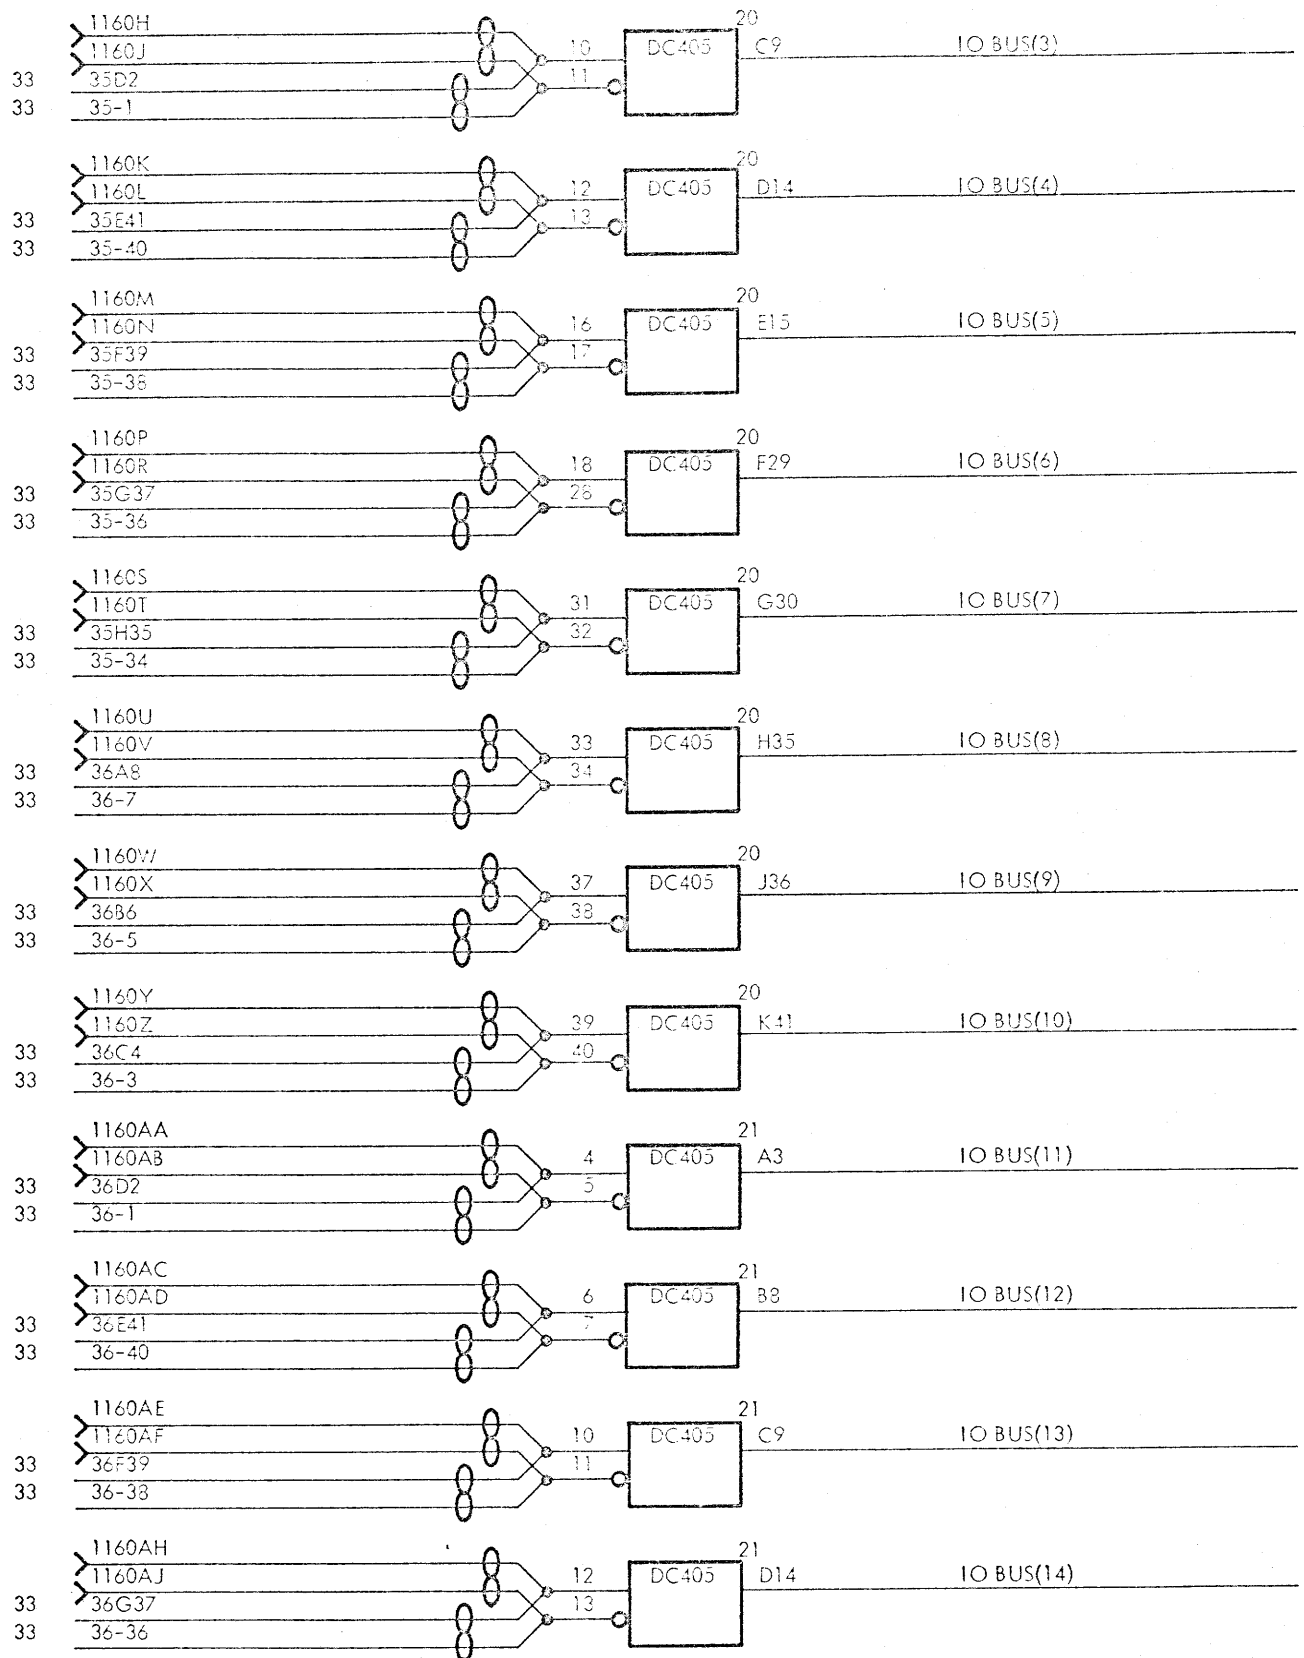 20
1160H
10 DC405 C9 IO BUS(3)
1160J
11
33 35D2
33 35-1
20
1160K
12 DC405 D14 IO BUS(4)
1160L
13
33 35E41
33 35-40
20
1160M
16 DC405 E15 IO BUS(5)
1160N
17
33 35F39
33 35-38
20
1160P
18 DC405 F29 IO BUS(6)
1160R
28
33 35G37
33 35-36
20
1160S
31 DC405 G30 IO BUS(7)
1160T
32
33 35H35
33 35-34
20
1160U
33 DC405 H35 IO BUS(8)
1160V
34
33 36A8
33 36-7
20
1160W
37 DC405 J36 IO BUS(9)
1160X
38
33 36B6
33 36-5
20
1160Y
39 DC405 K41 IO BUS(10)
1160Z
40
33 36C4
33 36-3
21
1160AA
4 DC405 A3 IO BUS(11)
1160AB
5
33 36D2
33 36-1
21
1160AC
6 DC405 B8 IO BUS(12)
1160AD
7
33 36E41
33 36-40
21
1160AE
10 DC405 C9 IO BUS(13)
1160AF
11
33 36F39
33 36-38
21
1160AH
12 DC405 D14 IO BUS(14)
1160AJ
13
33 36G37
33 36-36